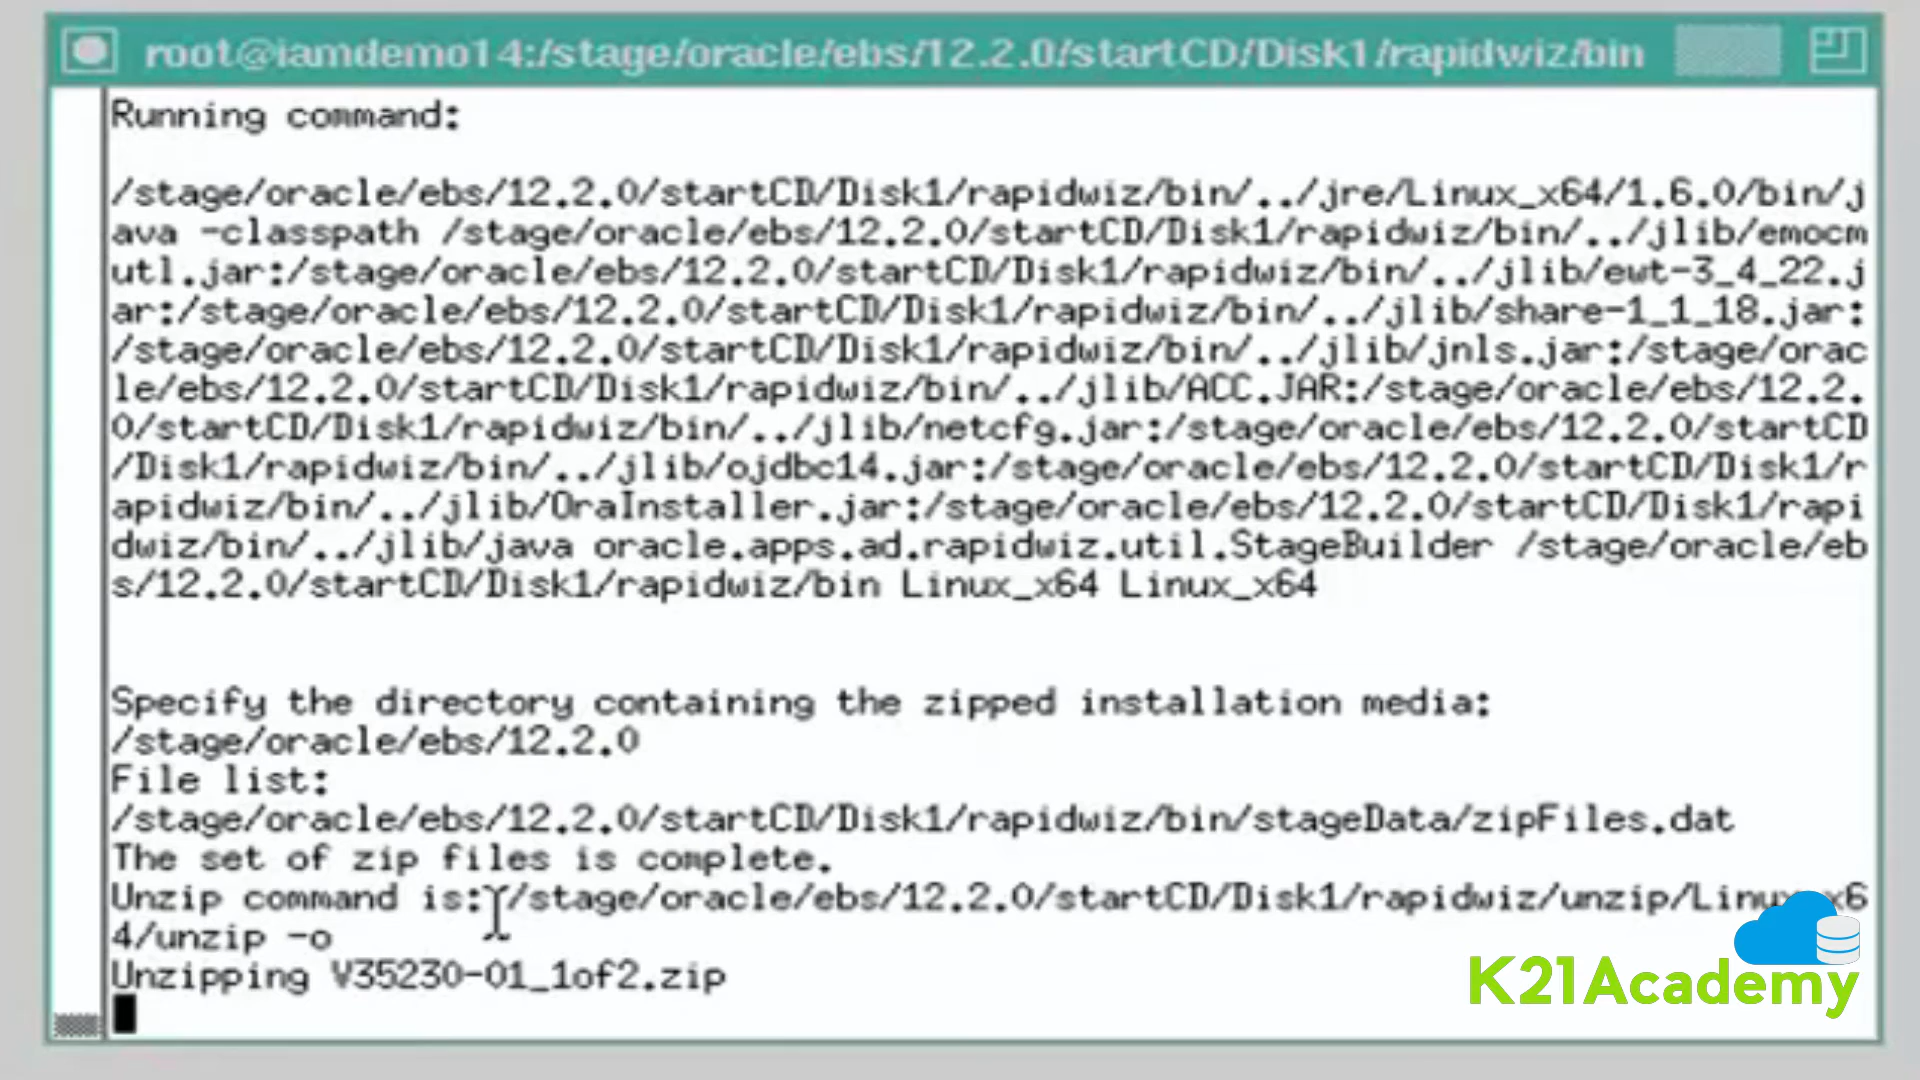 root@iamdemo14:/stage/oracle/ebs/12.2.0/startCD/Disk1/rapidwiz/bin
Running command:
/stage/oracle/ebs/12.2.0/startCD/Disk1/rapidwiz/bin/../jre/Linux_x64/1.6.0/bin/j
ava -classpath /stage/oracle/ebs/12.2.0/startCD/Disk1/rapidwiz/bin/../jlib/emocm
utl.jar:/stage/oracle/ebs/12.2.0/startCD/Disk1/rapidwiz/bin/../jlib/ewt-3_4_22.j
ar:/stage/oracle/ebs/12.2.0/startCD/Disk1/rapidwiz/bin/../jlib/share-1_1_18.jar:
/stage/oracle/ebs/12.2.0/startCD/Disk1/rapidwiz/bin/../jlib/jnls.jar:/stage/orac
le/ebs/12.2.0/startCD/Disk1/rapidwiz/bin/../jlib/ACC.JAR:/stage/oracle/ebs/12.2.
0/startCD/Disk1/rapidwiz/bin/../jlib/netcfg.jar:/stage/oracle/ebs/12.2.0/startCD
/Disk1/rapidwiz/bin/../jlib/ojdbc14.jar:/stage/oracle/ebs/12.2.0/startCD/Disk1/r
apidwiz/bin/../jlib/OraInstaller.jar:/stage/oracle/ebs/12.2.0/startCD/Disk1/rapi
dwiz/bin/../jlib/java oracle.apps.ad.rapidwiz.util.StageBuilder /stage/oracle/eb
s/12.2.0/startCD/Disk1/rapidwiz/bin Linux_x64 Linux_x64
Specify the directory containing the zipped installation media:
/stage/oracle/ebs/12.2.0
File list:
/stage/oracle/ebs/12.2.0/startCD/Disk1/rapidwiz/bin/stageData/zipFiles.dat
The set of zip files is complete.
Unzip command is: /stage/oracle/ebs/12.2.0/startCD/Disk1/rapidwiz/unzip/Linux_x6
4/unzip -o
Unzipping V35230-01_1of2.zip
K21Academy